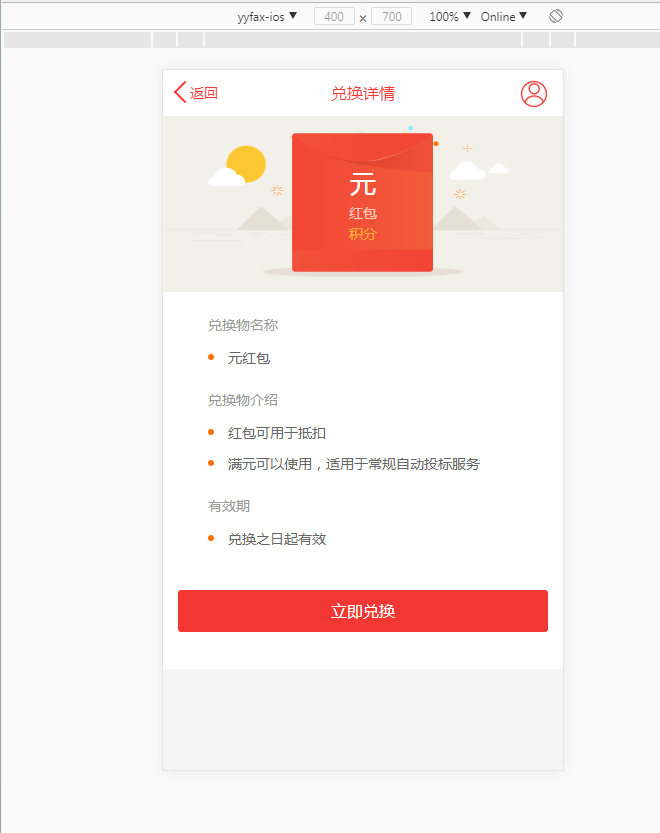 yyfax-ios ▼ 400 × 700 100% ▼ Online ▼
返回 兑换详情
元
红包
积分
兑换物名称
元红包
兑换物介绍
红包可用于抵扣
满元可以使用，适用于常规自动投标服务
有效期
兑换之日起有效
立即兑换